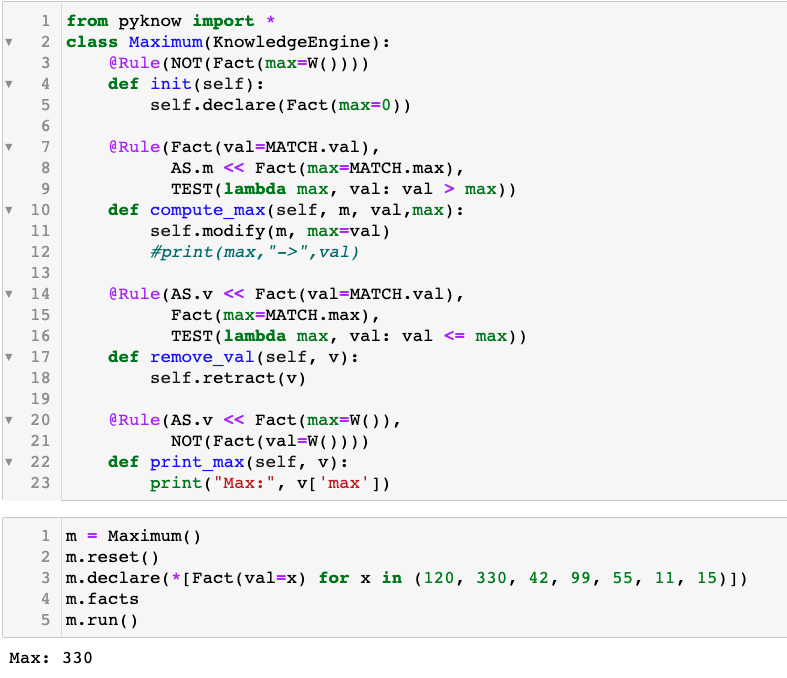 1 from pyknow import *
2 class Maximum(KnowledgeEngine):
3     @Rule(NOT(Fact(max=W())))
4     def init(self):
5         self.declare(Fact(max=0))
6
7     @Rule(Fact(val=MATCH.val),
8           AS.m << Fact(max=MATCH.max),
9           TEST(lambda max, val: val > max))
10     def compute_max(self, m, val,max):
11         self.modify(m, max=val)
12         #print(max,"->",val)
13
14     @Rule(AS.v << Fact(val=MATCH.val),
15           Fact(max=MATCH.max),
16           TEST(lambda max, val: val <= max))
17     def remove_val(self, v):
18         self.retract(v)
19
20     @Rule(AS.v << Fact(max=W()),
21           NOT(Fact(val=W())))
22     def print_max(self, v):
23         print("Max:", v['max'])
1 m = Maximum()
2 m.reset()
3 m.declare(*[Fact(val=x) for x in (120, 330, 42, 99, 55, 11, 15)])
4 m.facts
5 m.run()
Max: 330